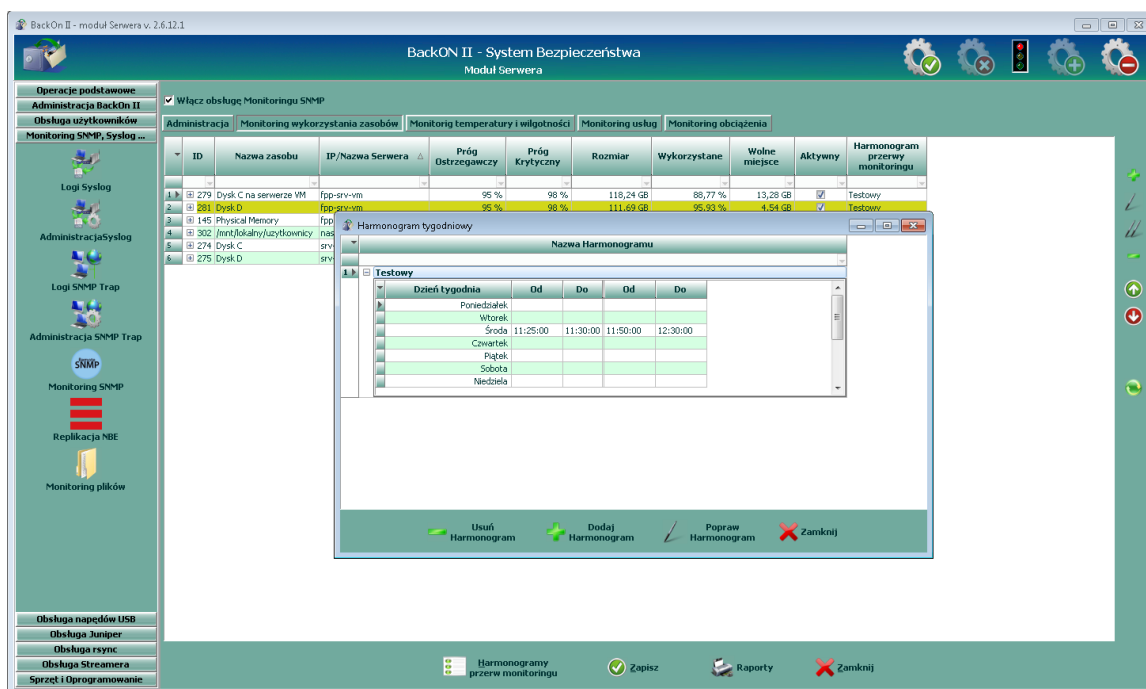 BackOn II - moduł Serwera v. 2.6.12.1
BackON II - System Bezpieczeństwa
Moduł Serwera
Operacje podstawowe
Administracja BackOn II
Obsługa użytkowników
Monitoring SNMP, Syslog ...
Logi Syslog
AdministracjaSyslog
Logi SNMP Trap
Administracja SNMP Trap
SNMP
Monitoring SNMP
Replikacja NBE
Monitoring plików
Obsługa napędów USB
Obsługa Juniper
Obsługa rsync
Obsługa Streamera
Sprzęt i Oprogramowanie
Włącz obsługę Monitoringu SNMP
Administracja Monitoring wykorzystania zasobów Monitorig temperatury i wilgotności Monitoring usług Monitoring obciążenia
ID Nazwa zasobu IP/Nazwa Serwera Próg Ostrzegawczy Próg Krytyczny Rozmiar Wykorzystane Wolne miejsce Aktywny Harmonogram przerwy monitoringu
1 279 Dysk C na serwerze VM fpp-srv-vm 95 % 98 % 118,24 GB 88,77 % 13,28 GB Testowy
2 281 Dysk D fpp-srv-vm 95 % 98 % 111,69 GB 95,93 % 4,54 GB Testowy
3 145 Physical Memory fpp
4 302 /mnt/lokalny/uzytkownicy nas
5 274 Dysk C srv-
6 275 Dysk D srv-
Harmonogram tygodniowy
Nazwa Harmonogramu
1 Testowy
Dzień tygodnia Od Do Od Do
Poniedziałek
Wtorek
Środa 11:25:00 11:30:00 11:50:00 12:30:00
Czwartek
Piątek
Sobota
Niedziela
Usuń Harmonogram
Dodaj Harmonogram
Popraw Harmonogram
Zamknij
Harmonogramy przerw monitoringu
Zapisz
Raporty
Zamknij